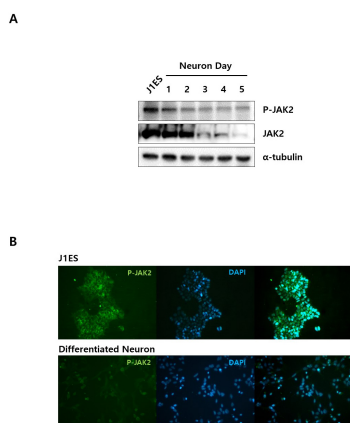 A
Neuron Day
J1ES 1 2 3 4 5
P-JAK2
JAK2
α-tubulin
B
J1ES
P-JAK2 DAPI
Differentiated Neuron
P-JAK2 DAPI